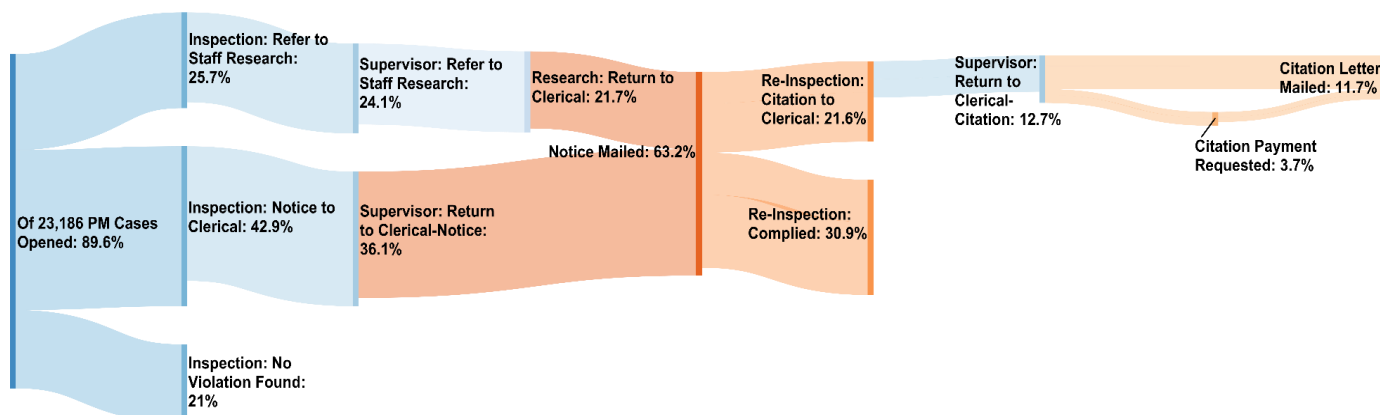 Inspection: Refer to
Staff Research:
25.7%
Supervisor: Refer to
Staff Research:
24.1%
Research: Return to
Clerical: 21.7%
Notice Mailed: 63.2%
Re-Inspection:
Citation to
Clerical: 21.6%
Supervisor:
Return to
Clerical-
Citation: 12.7%
Citation Letter
Mailed: 11.7%
Citation Payment
Requested: 3.7%
Of 23,186 PM Cases
Opened: 89.6%
Inspection: Notice to
Clerical: 42.9%
Supervisor: Return
to Clerical-Notice:
36.1%
Re-Inspection:
Complied: 30.9%
Inspection: No
Violation Found:
21%